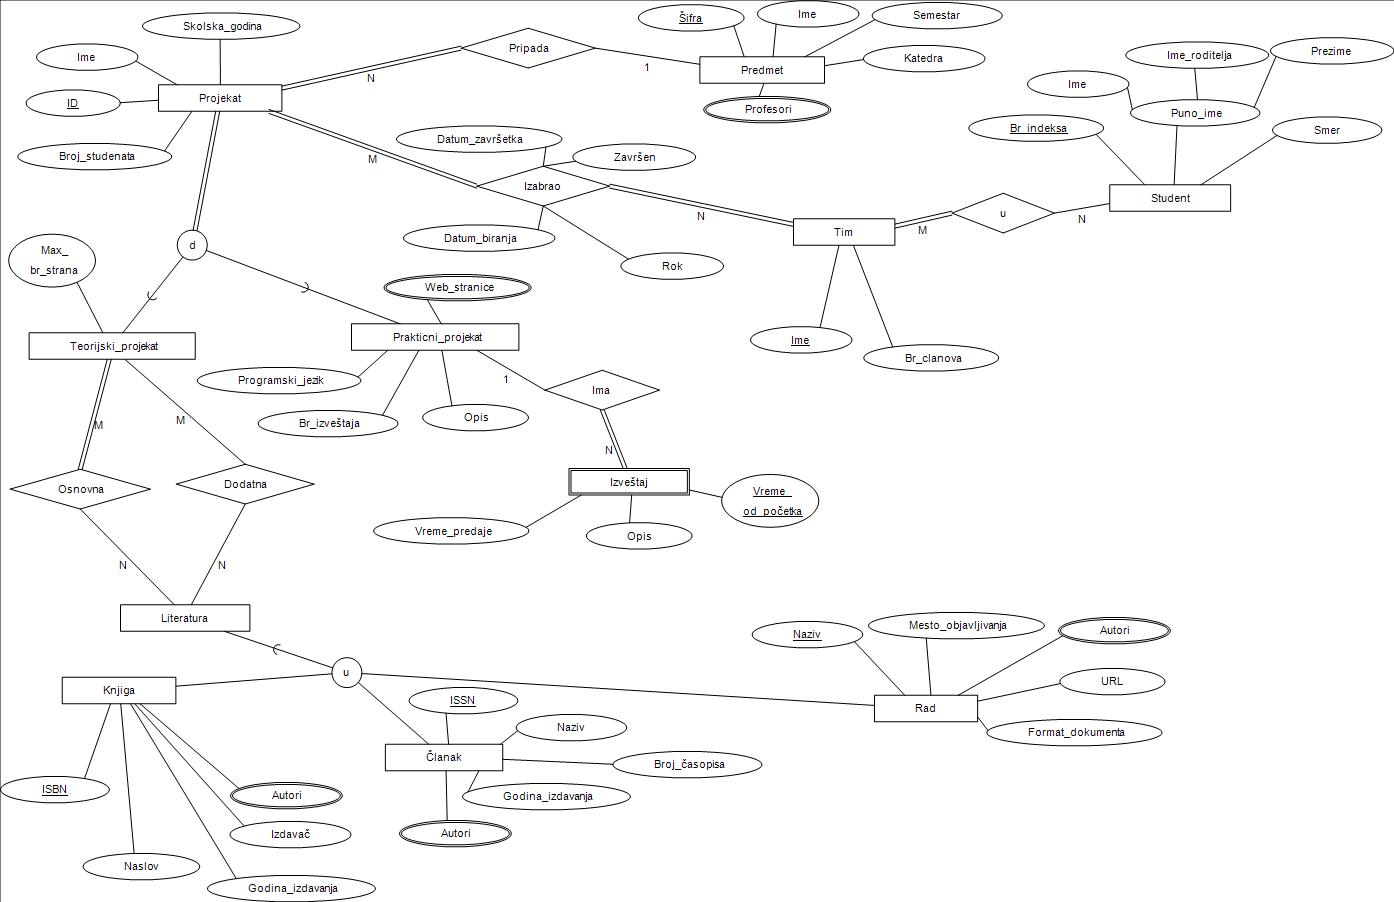 Skolska_godina
Ime
ID
Projekat
Broj_studenata
Pripada
N
1
Šifra
Ime
Semestar
Katedra
Predmet
Profesori
Ime
Ime_roditelja
Prezime
Puno_ime
Br_indeksa
Smer
Student
M
Datum_završetka
Završen
Izabrao
Datum_biranja
Rok
N
Tim
M
u
N
Ime
Br_clanova
d
Max_
br_strana
Teorijski_projekat
Web_stranice
Prakticni_projekat
Programski_jezik
Br_izveštaja
Opis
1
Ima
N
Izveštaj
Vreme_predaje
Opis
Vreme_
od_početka
M
M
Osnovna
Dodatna
N
N
Literatura
u
Knjiga
ISBN
Naslov
Autori
Izdavač
Godina_izdavanja
ISSN
Naziv
Članak
Broj_časopisa
Godina_izdavanja
Autori
Naziv
Mesto_objavljivanja
Autori
URL
Rad
Format_dokumenta